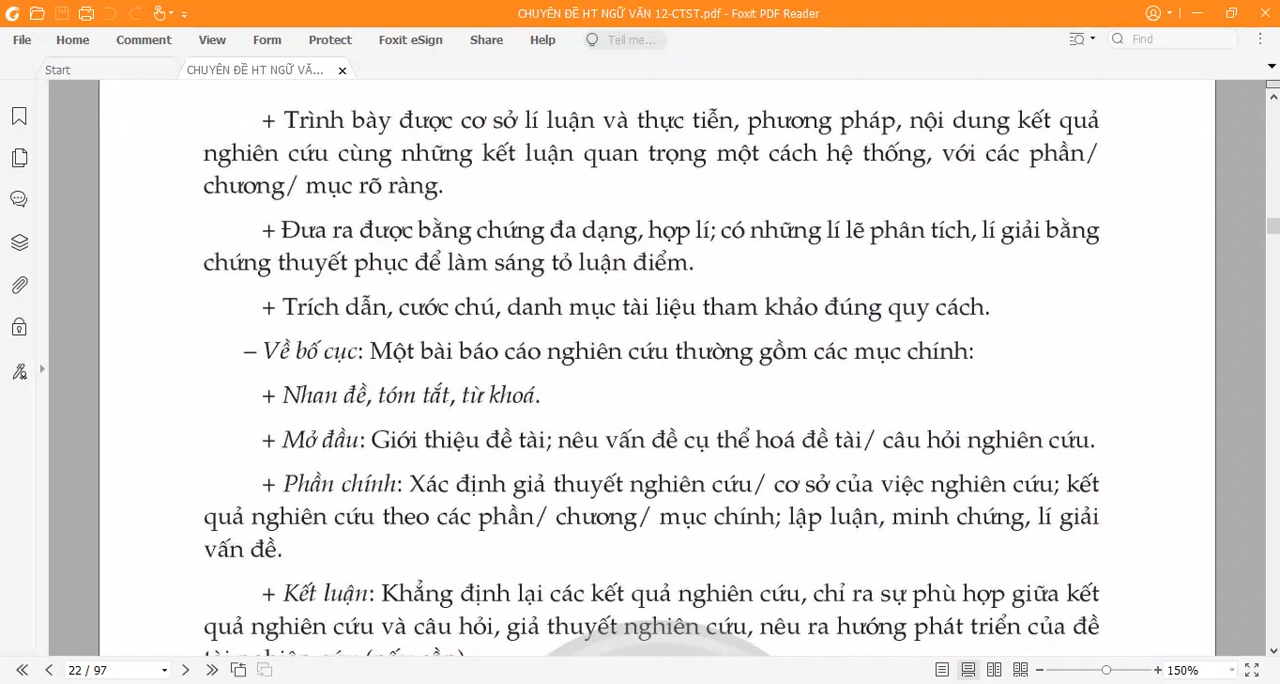 CHUYÊN ĐỀ HT NGỮ VĂN 12-CTST.pdf - Foxit PDF Reader
File Home Comment View Form Protect Foxit eSign Share Help Tell me... Find
Start CHUYÊN ĐỀ HT NGỮ VĂ...
+ Trình bày được cơ sở lí luận và thực tiễn, phương pháp, nội dung kết quả
nghiên cứu cùng những kết luận quan trọng một cách hệ thống, với các phần/
chương/ mục rõ ràng.
+ Đưa ra được bằng chứng đa dạng, hợp lí; có những lí lẽ phân tích, lí giải bằng
chứng thuyết phục để làm sáng tỏ luận điểm.
+ Trích dẫn, cước chú, danh mục tài liệu tham khảo đúng quy cách.
– Về bố cục: Một bài báo cáo nghiên cứu thường gồm các mục chính:
+ Nhan đề, tóm tắt, từ khoá.
+ Mở đầu: Giới thiệu đề tài; nêu vấn đề cụ thể hoá đề tài/ câu hỏi nghiên cứu.
+ Phần chính: Xác định giả thuyết nghiên cứu/ cơ sở của việc nghiên cứu; kết
quả nghiên cứu theo các phần/ chương/ mục chính; lập luận, minh chứng, lí giải
vấn đề.
+ Kết luận: Khẳng định lại các kết quả nghiên cứu, chỉ ra sự phù hợp giữa kết
quả nghiên cứu và câu hỏi, giả thuyết nghiên cứu, nêu ra hướng phát triển của đề
22 / 97 150%